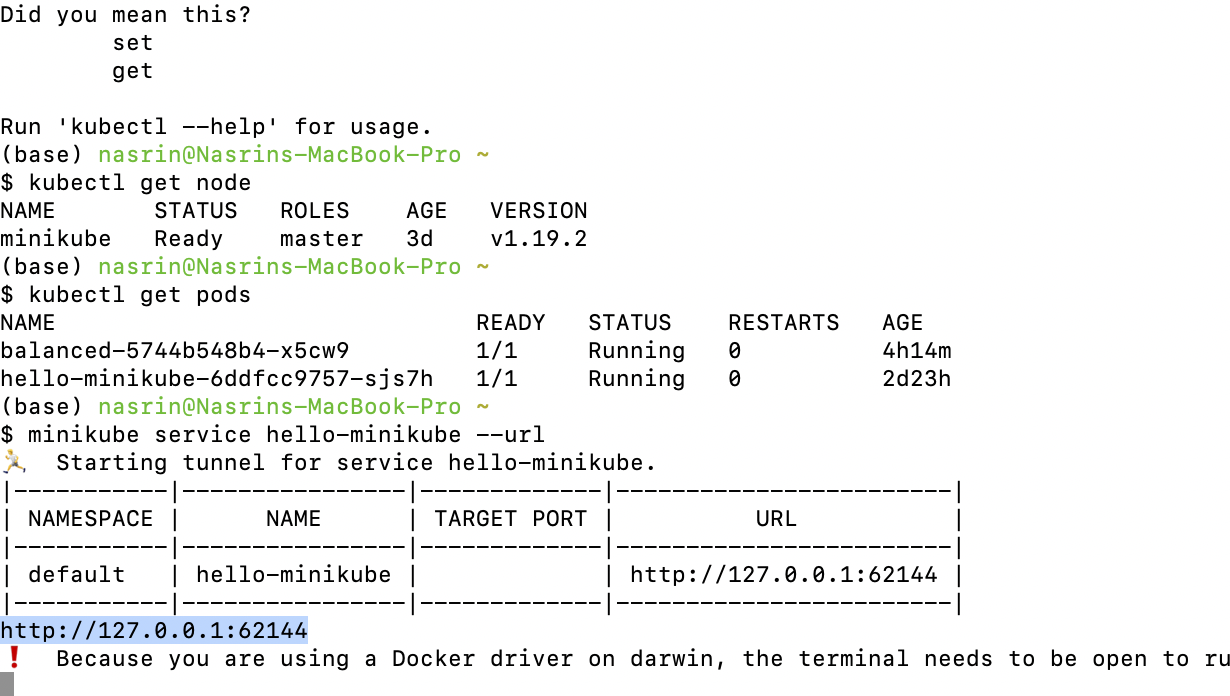 Did you mean this?
        set
        get

Run 'kubectl --help' for usage.
(base) nasrin@Nasrins-MacBook-Pro ~
$ kubectl get node
NAME       STATUS   ROLES    AGE   VERSION
minikube   Ready    master   3d    v1.19.2
(base) nasrin@Nasrins-MacBook-Pro ~
$ kubectl get pods
NAME                              READY   STATUS    RESTARTS   AGE
balanced-5744b548b4-x5cw9         1/1     Running   0          4h14m
hello-minikube-6ddfcc9757-sjs7h   1/1     Running   0          2d23h
(base) nasrin@Nasrins-MacBook-Pro ~
$ minikube service hello-minikube --url
🏃  Starting tunnel for service hello-minikube.
|-----------|----------------|-------------|------------------------|
| NAMESPACE |      NAME      | TARGET PORT |          URL           |
|-----------|----------------|-------------|------------------------|
| default   | hello-minikube |             | http://127.0.0.1:62144 |
|-----------|----------------|-------------|------------------------|
http://127.0.0.1:62144
❗  Because you are using a Docker driver on darwin, the terminal needs to be open to ru